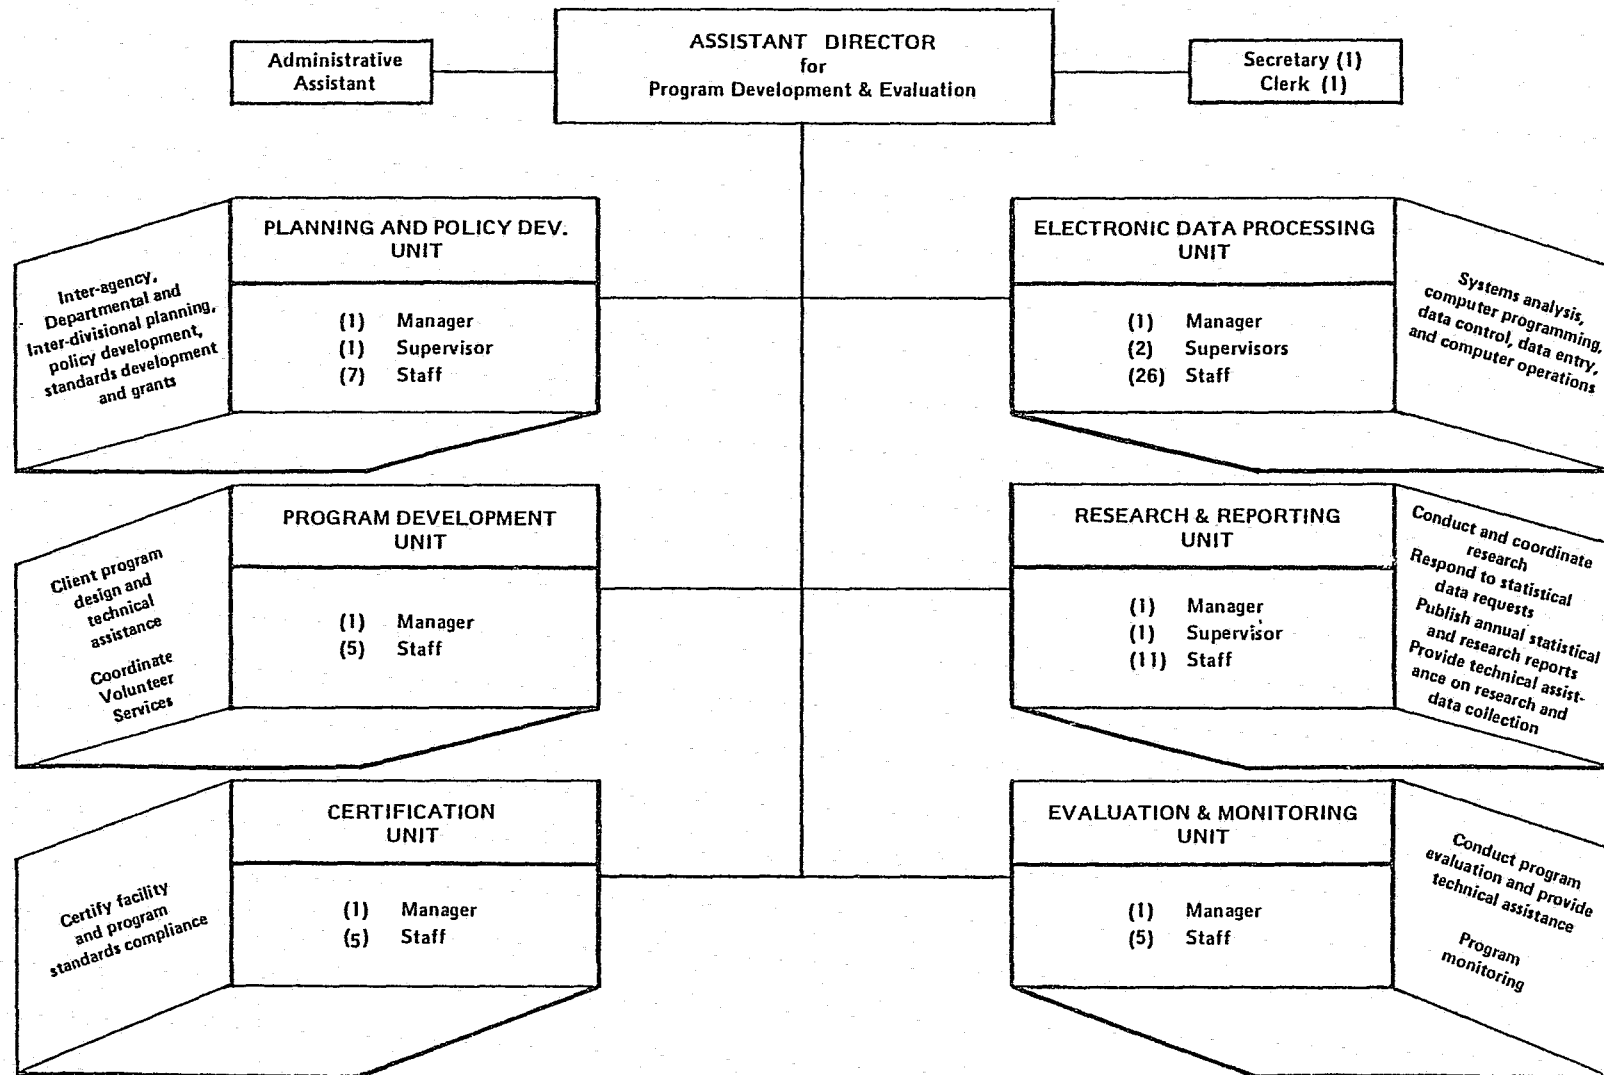 Administrative
Assistant
ASSISTANT DIRECTOR
for
Program Development & Evaluation
Secretary (1)
Clerk (1)
Inter-agency,
Departmental and
Inter-divisional planning,
policy development,
standards development
and grants
PLANNING AND POLICY DEV.
UNIT
(1) Manager
(1) Supervisor
(7) Staff
ELECTRONIC DATA PROCESSING
UNIT
(1) Manager
(2) Supervisors
(26) Staff
Systems analysis,
computer programming,
data control, data entry,
and computer operations
Client program
design and
technical
assistance
Coordinate
Volunteer
Services
PROGRAM DEVELOPMENT
UNIT
(1) Manager
(5) Staff
RESEARCH & REPORTING
UNIT
(1) Manager
(1) Supervisor
(11) Staff
Conduct and coordinate
research
Respond to statistical
data requests
Publish annual statistical
and research reports
Provide technical assist-
ance on research and
data collection
Certify facility
and program
standards compliance
CERTIFICATION
UNIT
(1) Manager
(5) Staff
EVALUATION & MONITORING
UNIT
(1) Manager
(5) Staff
Conduct program
evaluation and provide
technical assistance
Program
monitoring